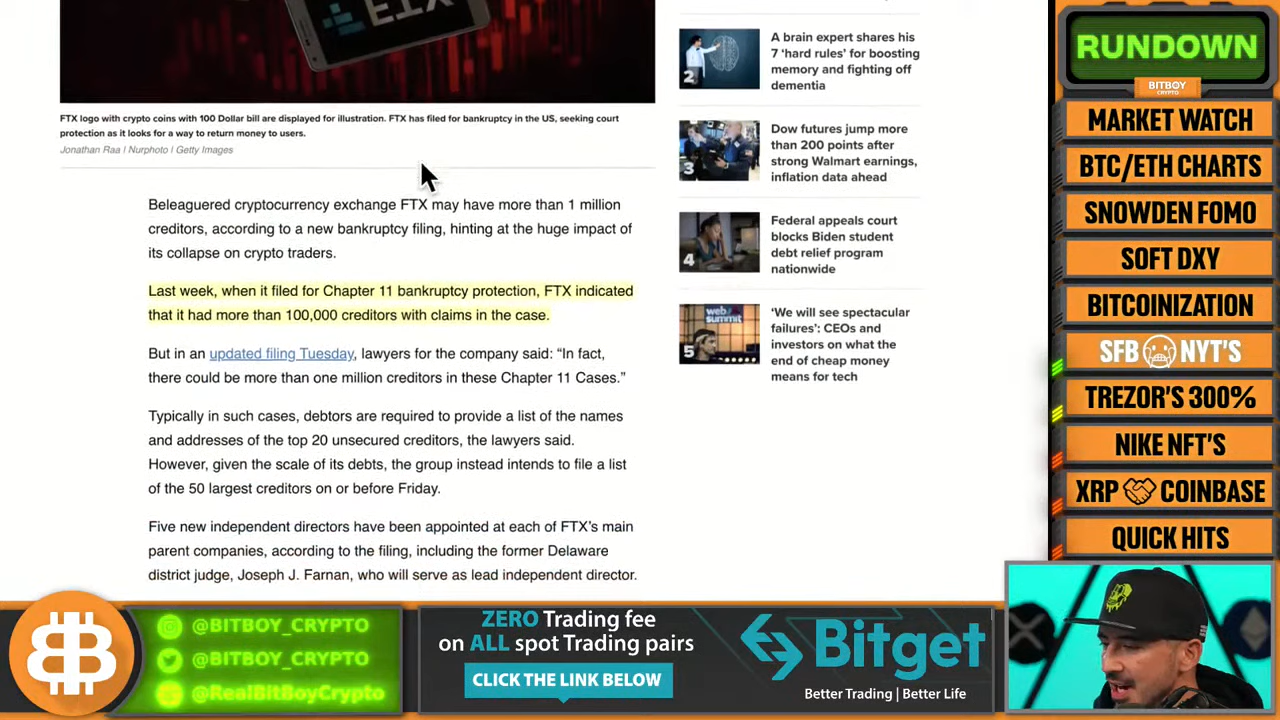 FTX
FTX logo with crypto coins with 100 Dollar bill are displayed for illustration. FTX has filed for bankruptcy in the US, seeking court
protection as it looks for a way to return money to users.
Jonathan Raa | Nurphoto | Getty Images
Beleaguered cryptocurrency exchange FTX may have more than 1 million
creditors, according to a new bankruptcy filing, hinting at the huge impact of
its collapse on crypto traders.
Last week, when it filed for Chapter 11 bankruptcy protection, FTX indicated
that it had more than 100,000 creditors with claims in the case.
But in an updated filing Tuesday, lawyers for the company said: “In fact,
there could be more than one million creditors in these Chapter 11 Cases.”
Typically in such cases, debtors are required to provide a list of the names
and addresses of the top 20 unsecured creditors, the lawyers said.
However, given the scale of its debts, the group instead intends to file a list
of the 50 largest creditors on or before Friday.
Five new independent directors have been appointed at each of FTX’s main
parent companies, according to the filing, including the former Delaware
district judge, Joseph J. Farnan, who will serve as lead independent director.
2
A brain expert shares his
7 ‘hard rules’ for boosting
memory and fighting off
dementia
3
Dow futures jump more
than 200 points after
strong Walmart earnings,
inflation data ahead
4
Federal appeals court
blocks Biden student
debt relief program
nationwide
web
summit
5
‘We will see spectacular
failures’: CEOs and
investors on what the
end of cheap money
means for tech
RUNDOWN
BITBOY
CRYPTO
MARKET WATCH
BTC/ETH CHARTS
SNOWDEN FOMO
SOFT DXY
BITCOINIZATION
SFB NYT'S
TREZOR'S 300%
NIKE NFT'S
XRP COINBASE
QUICK HITS
@BITBOY_CRYPTO
@BITBOY_CRYPTO
@RealBitBoyCrypto
ZERO Trading fee
on ALL spot Trading pairs
CLICK THE LINK BELOW
Bitget
Better Trading | Better Life